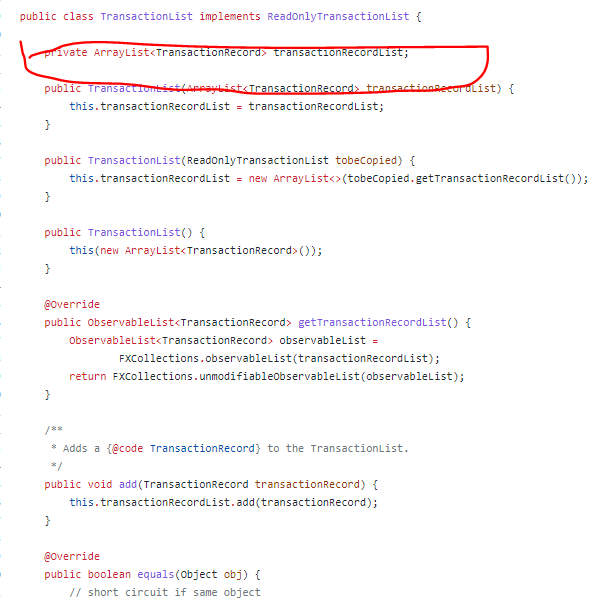 public class TransactionList implements ReadOnlyTransactionList {
private ArrayList<TransactionRecord> transactionRecordList;
public TransactionList(ArrayList<TransactionRecord> transactionRecordList) {
this.transactionRecordList = transactionRecordList;
}
public TransactionList(ReadOnlyTransactionList tobeCopied) {
this.transactionRecordList = new ArrayList<>(tobeCopied.getTransactionRecordList());
}
public TransactionList() {
this(new ArrayList<TransactionRecord>());
}
@Override
public ObservableList<TransactionRecord> getTransactionRecordList() {
ObservableList<TransactionRecord> observableList =
FXCollections.observableList(transactionRecordList);
return FXCollections.unmodifiableObservableList(observableList);
}
/**
* Adds a {@code TransactionRecord} to the TransactionList.
*/
public void add(TransactionRecord transactionRecord) {
this.transactionRecordList.add(transactionRecord);
}
@Override
public boolean equals(Object obj) {
// short circuit if same object